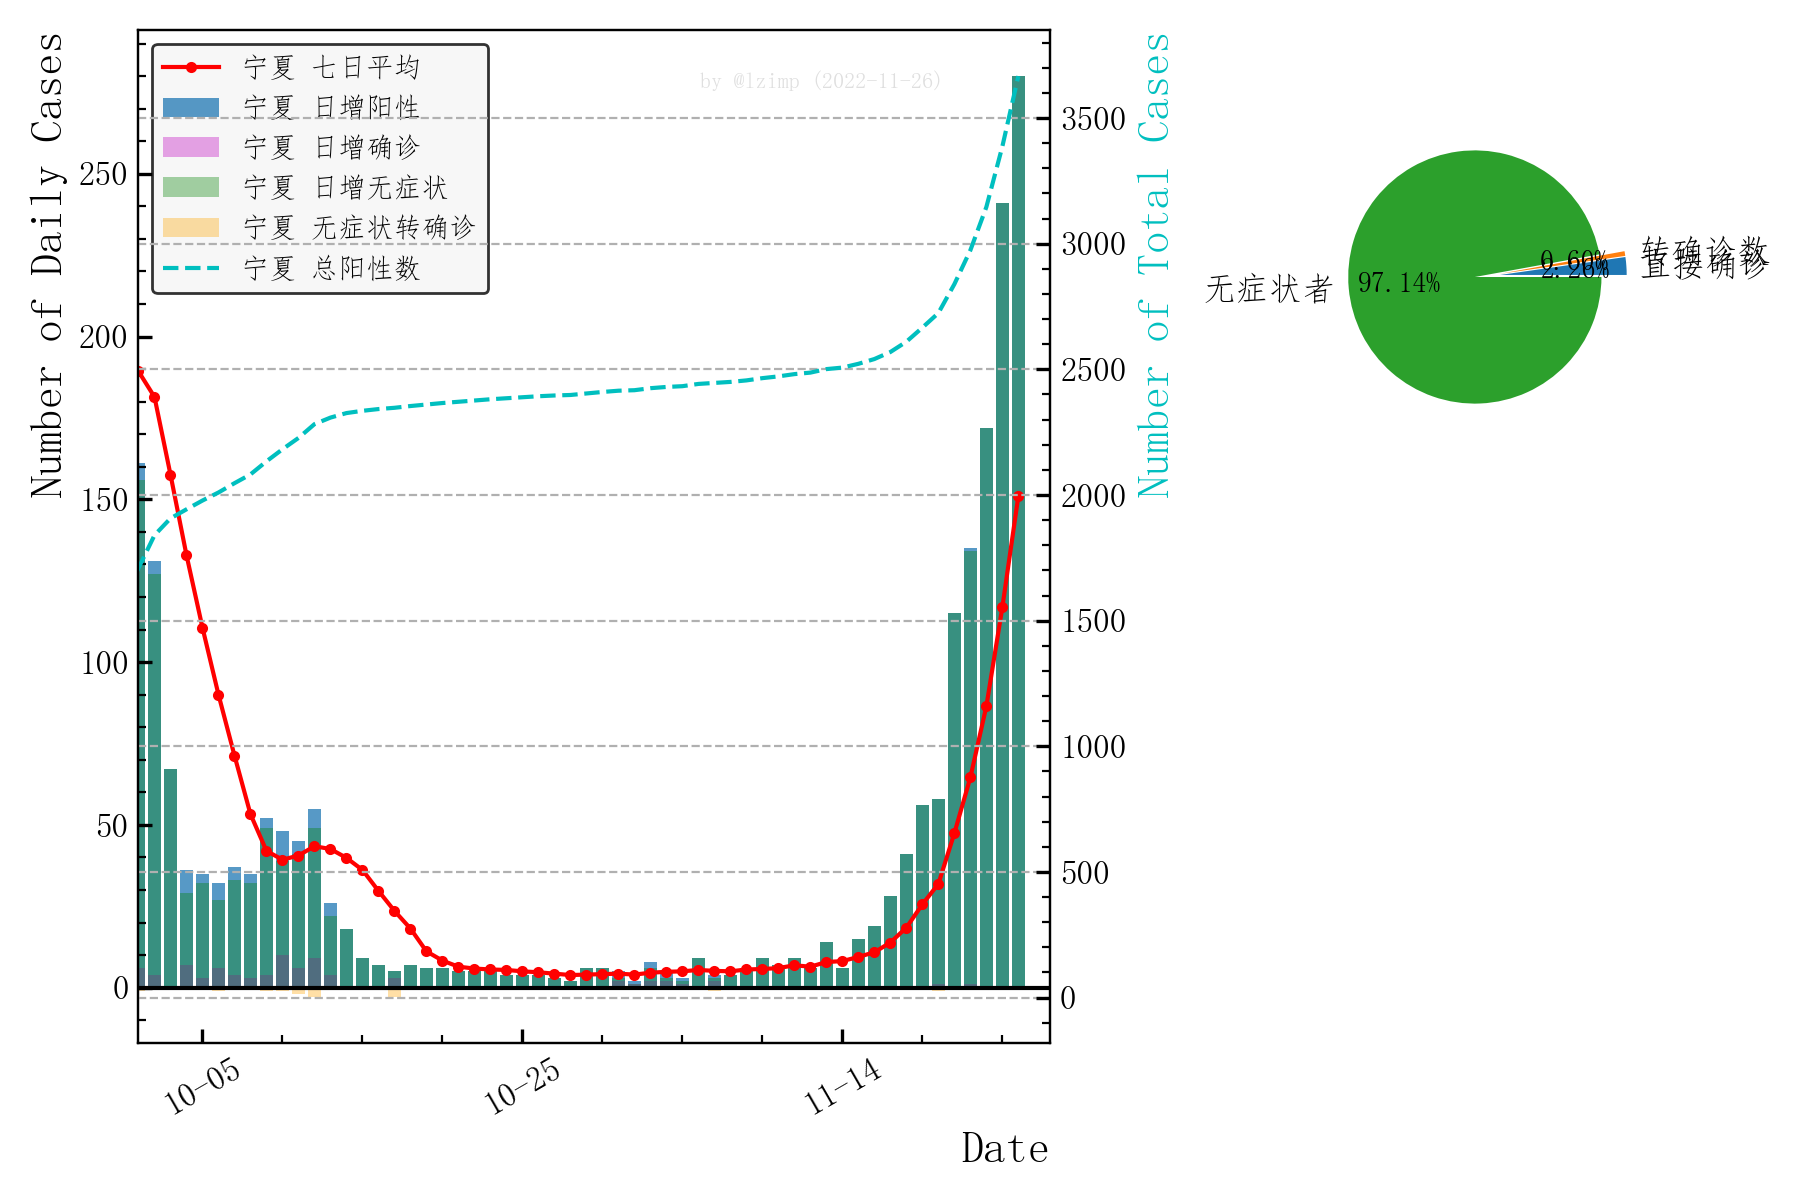 by @lzimp (2022-11-26)
宁夏 七日平均
宁夏 日增阳性
宁夏 日增确诊
宁夏 日增无症状
宁夏 无症状转确诊
宁夏 总阳性数
Number of Daily Cases
250
200
150
100
50
0
3500
3000
2500
2000
1500
1000
500
0
Number of Total Cases
10-05
10-25
11-14
Date
转确诊数
0.60%
直接确诊
2.26%
无症状者
97.14%